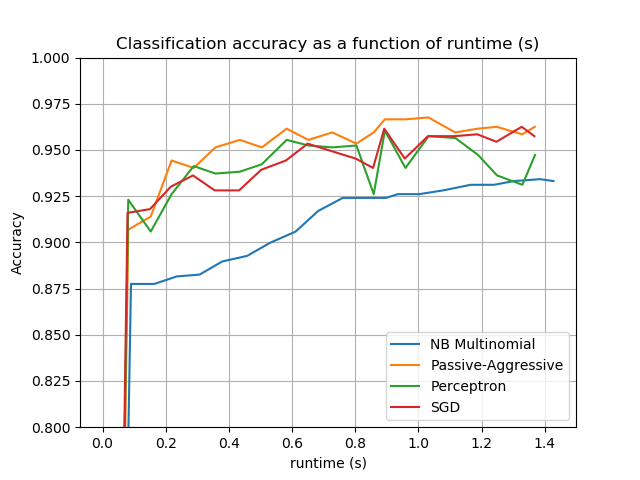 Classification accuracy as a function of runtime (s)
1.000
0.975
0.950
0.925
0.900
0.875
0.850
0.825
0.800
Accuracy
NB Multinomial
Passive-Aggressive
Perceptron
SGD
0.0 0.2 0.4 0.6 0.8 1.0 1.2 1.4
runtime (s)